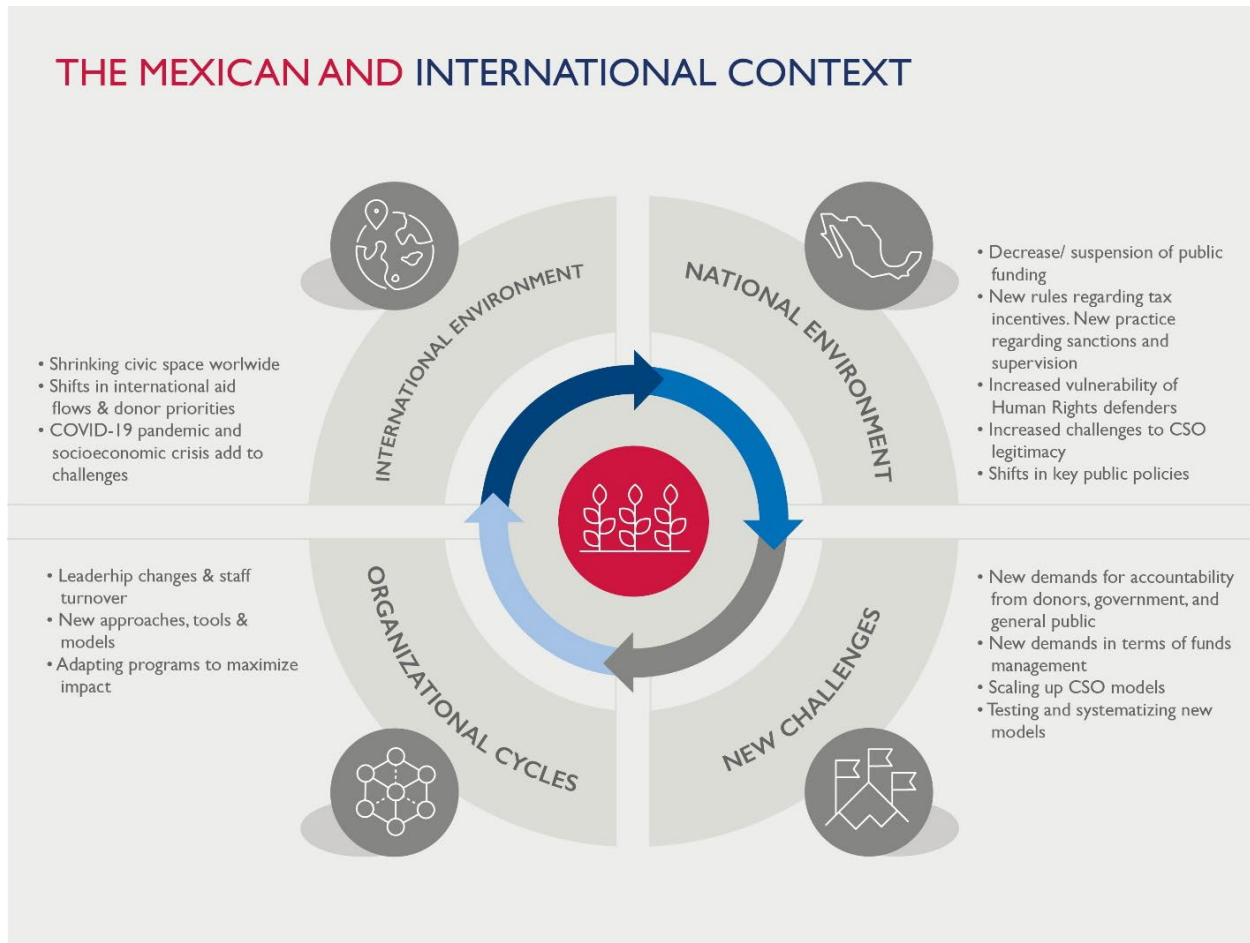 THE MEXICAN AND INTERNATIONAL CONTEXT
INTERNATIONAL ENVIRONMENT
• Shrinking civic space worlwide
• Shifts in international aid
flows & donor priorities
• COVID-19 pandemic and
socioeconomic crisis add to
challenges
NATIONAL ENVIRONMENT
• Decrease/ suspension of public
funding
• New rules regarding tax
incentives. New practice
regarding sanctions and
supervision
• Increased vulnerability of
Human Rights defenders
• Increased challenges to CSO
legitimacy
• Shifts in key public policies
ORGANIZATIONAL CYCLES
• Leaderhip changes & staff
turnover
• New approaches, tools &
models
• Adapting programs to maximize
impact
NEW CHALLENGES
• New demands for accountability
from donors, government, and
general public
• New demands in terms of funds
management
• Scaling up CSO models
• Testing and systematizing new
models